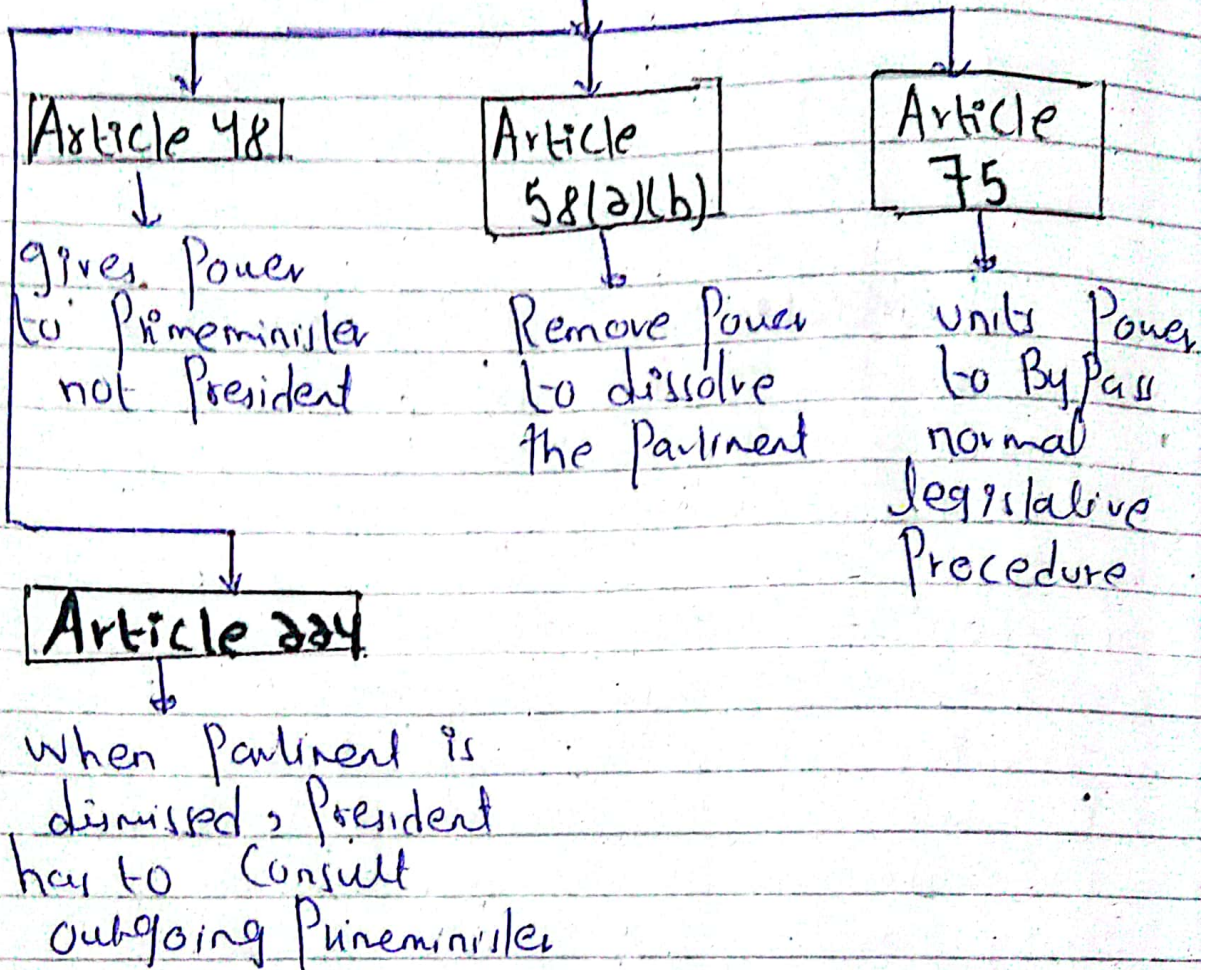 Article 48
gives Power
to Primeminister
not President
Article
58(2)(b)
Remove Power
to dissolve
the Parliment
Article
75
units Power
to By Pass
normal
legislative
Procedure
Article 224
when Parliment is
dismissed, President
has to Consult
outgoing Primeminister